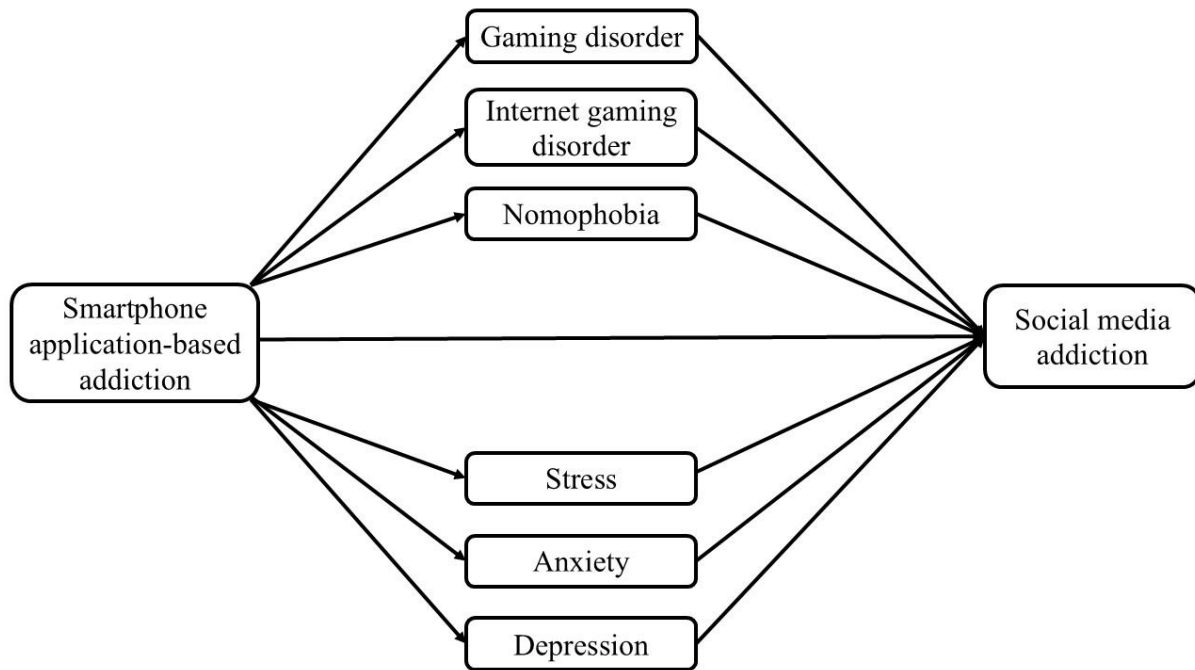 Gaming disorder
Internet gaming
disorder
Nomophobia
Smartphone
application-based
addiction
Social media
addiction
Stress
Anxiety
Depression